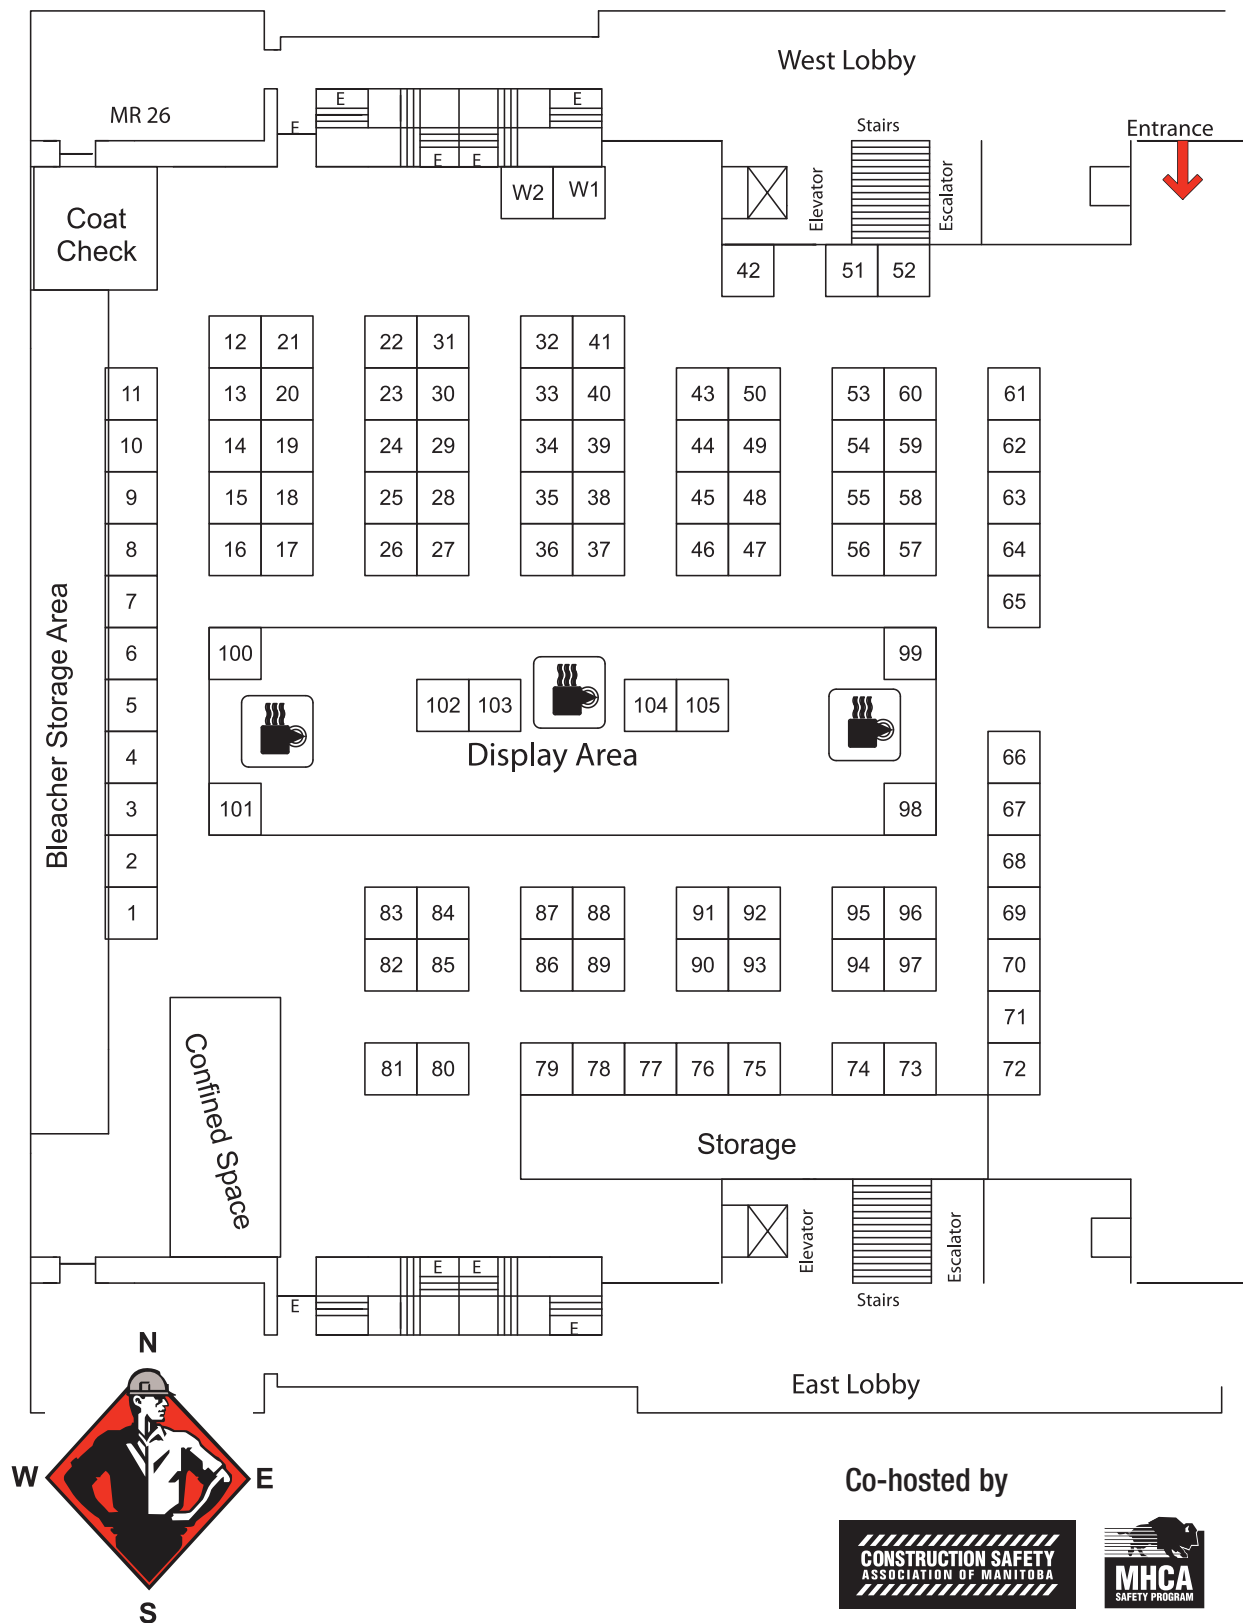 West Lobby
MR 26
E
E
E
E
E
Stairs
Entrance
W2
W1
Elevator
Escalator
Coat
Check
42
51
52
12
21
22
31
32
41
11
13
20
23
30
33
40
43
50
53
60
61
10
14
19
24
29
34
39
44
49
54
59
62
9
15
18
25
28
35
38
45
48
55
58
63
8
16
17
26
27
36
37
46
47
56
57
64
7
65
Bleacher Storage Area
6
100
99
5
102
103
104
105
4
Display Area
66
3
101
98
67
2
68
1
83
84
87
88
91
92
95
96
69
82
85
86
89
90
93
94
97
70
71
Confined Space
81
80
79
78
77
76
75
74
73
72
Storage
Elevator
Escalator
E
E
E
E
Stairs
East Lobby
N
W
E
S
Co-hosted by
CONSTRUCTION SAFETY
ASSOCIATION OF MANITOBA
MHCA
SAFETY PROGRAM